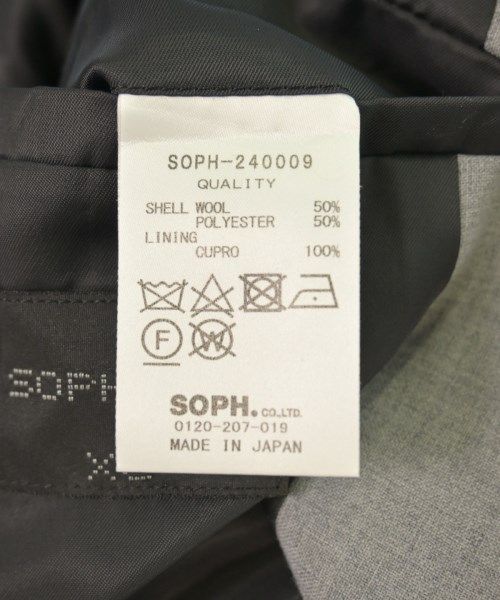 SOPH-240009
QUALITY
SHELL WOOL 50%
POLYESTER 50%
LINING
CUPRO 100%
F W
SOPH. CO.,LTD.
0120-207-019
MADE IN JAPAN
SOPH